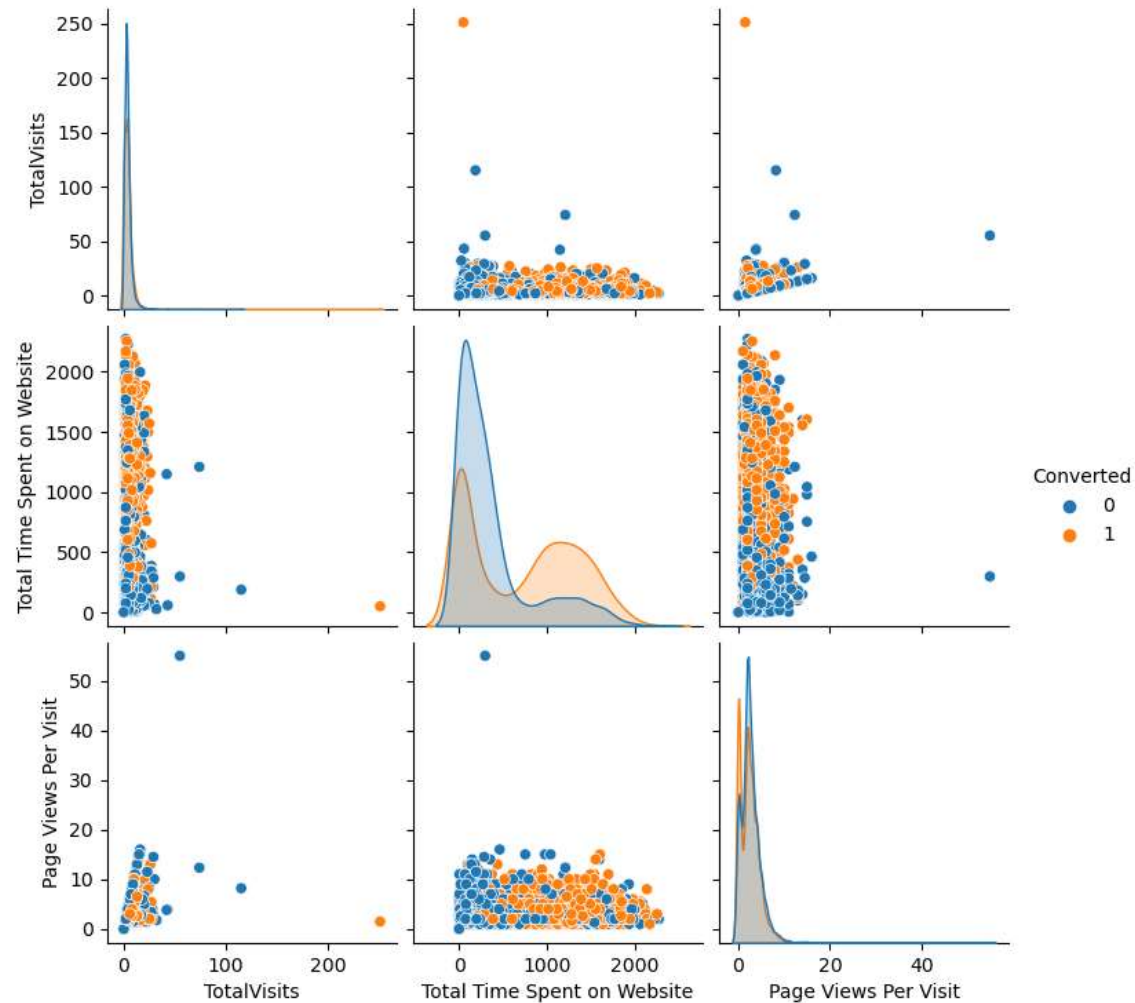 250
200
150
100
50
0
TotalVisits
2000
1500
1000
500
0
Total Time Spent on Website
Converted
0
1
50
40
30
20
10
0
Page Views Per Visit
0 100 200
0 1000 2000
0 20 40
TotalVisits
Total Time Spent on Website
Page Views Per Visit